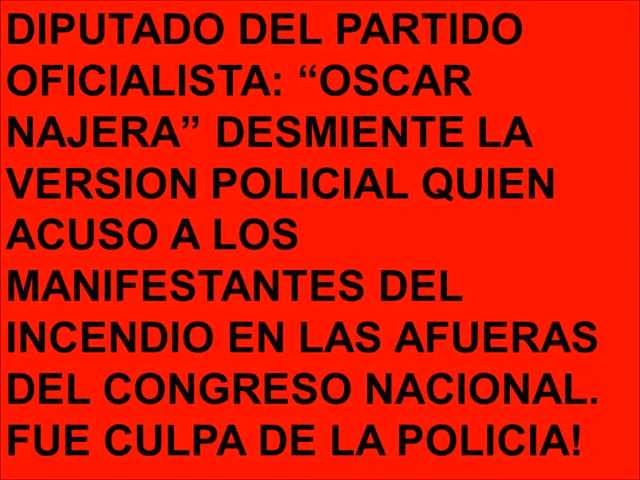 DIPUTADO DEL PARTIDO
OFICIALISTA: “OSCAR
NAJERA” DESMIENTE LA
VERSION POLICIAL QUIEN
ACUSO A LOS
MANIFESTANTES DEL
INCENDIO EN LAS AFUERAS
DEL CONGRESO NACIONAL.
FUE CULPA DE LA POLICIA!